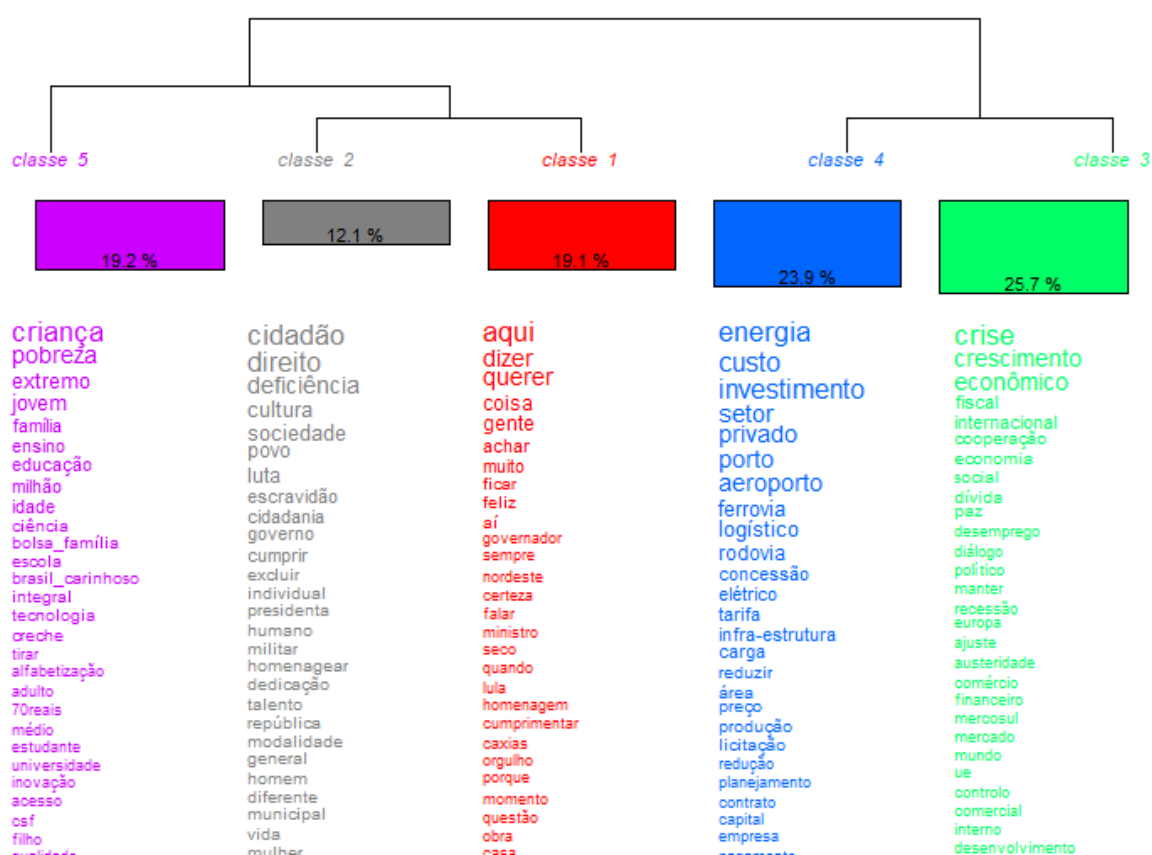 classe 5
classe 2
classe 1
classe 4
classe 3
19.2 %
12.1 %
19.1 %
23.9 %
25.7 %
criança
pobreza
extremo
jovem
família
ensino
educação
milhão
idade
ciência
bolsa_família
escola
brasil_carinhoso
integral
tecnologia
creche
tirar
alfabetização
adulto
70reais
médio
estudante
universidade
inovação
acesso
csf
filho
cidadão
direito
deficiência
cultura
sociedade
povo
luta
escravidão
cidadania
governo
cumprir
excluir
individual
presidenta
humano
militar
homenagear
dedicação
talento
república
modalidade
general
homem
diferente
municipal
vida
mulher
aqui
dizer
querer
coisa
gente
achar
muito
ficar
feliz
aí
governador
sempre
nordeste
certeza
falar
ministro
seco
quando
lula
homenagem
cumprimentar
caxias
orgulho
porque
momento
questão
obra
casa
energia
custo
investimento
setor
privado
porto
aeroporto
ferrovia
logístico
rodovia
concessão
elétrico
tarifa
infra-estrutura
carga
reduzir
área
preço
produção
licitação
redução
planejamento
contrato
capital
empresa
crise
crescimento
econômico
fiscal
internacional
cooperação
economia
social
dívida
paz
desemprego
diálogo
político
manter
recessão
europa
ajuste
austeridade
comércio
financeiro
mercosul
mercado
mundo
ue
controlo
comercial
interno
desenvolvimento